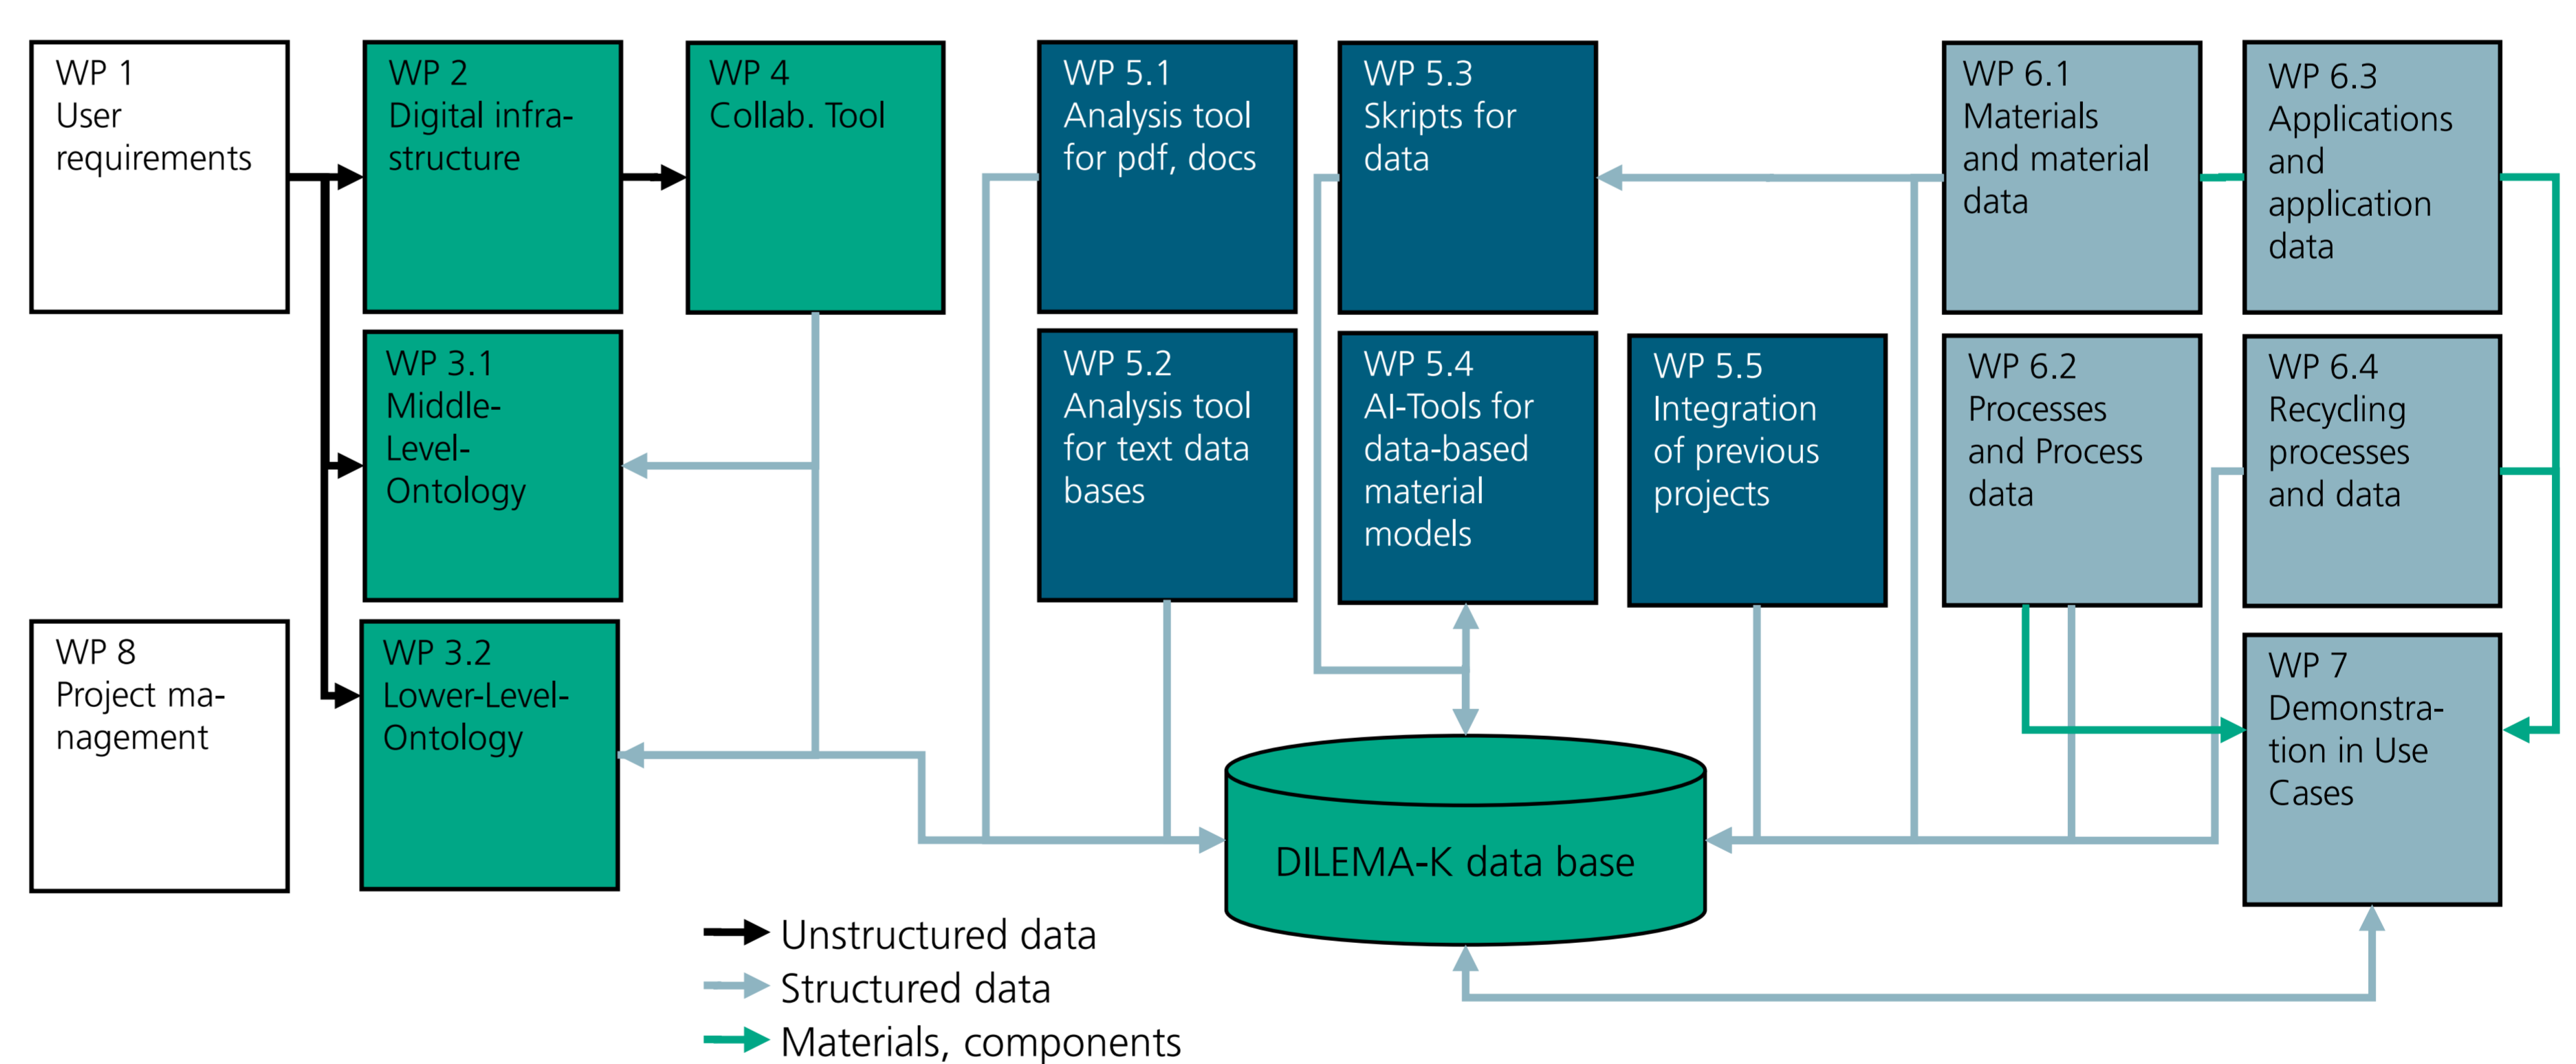 WP 1
User
requirements
WP 2
Digital infra-
structure
WP 4
Collab. Tool
WP 5.1
Analysis tool
for pdf, docs
WP 5.3
Skripts for
data
WP 6.1
Materials
and material
data
WP 6.3
Applications
and
application
data
WP 3.1
Middle-
Level-
Ontology
WP 5.2
Analysis tool
for text data
bases
WP 5.4
AI-Tools for
data-based
material
models
WP 5.5
Integration
of previous
projects
WP 6.2
Processes
and Process
data
WP 6.4
Recycling
processes
and data
WP 8
Project ma-
nagement
WP 3.2
Lower-Level-
Ontology
WP 7
Demonstra-
tion in Use
Cases
DILEMA-K data base
Unstructured data
Structured data
Materials, components